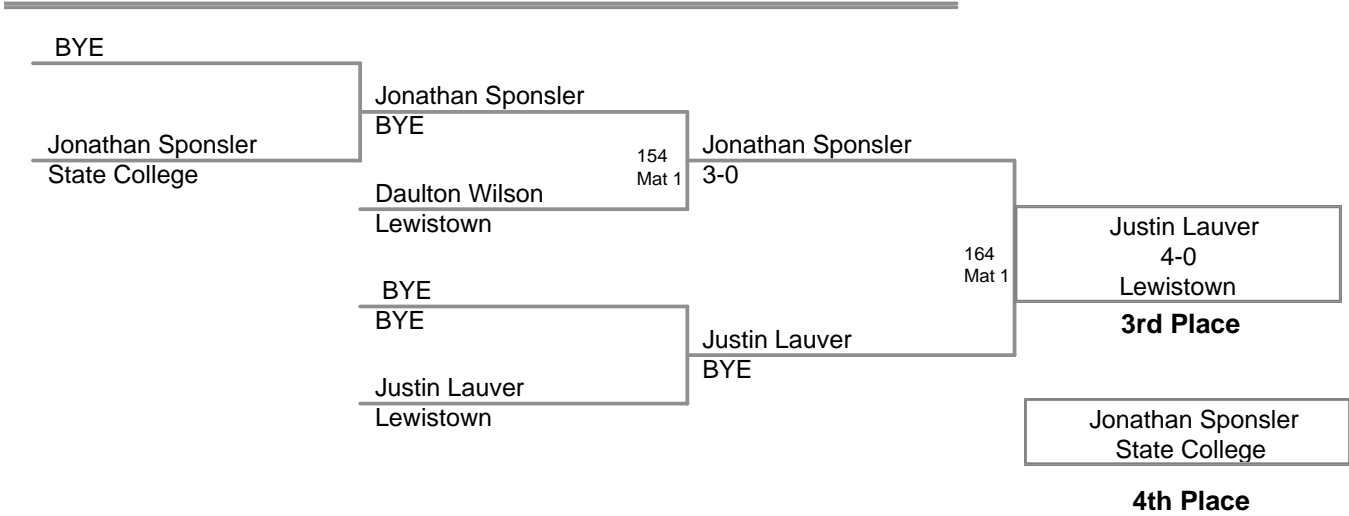 BYE
Jonathan Sponsler
State College
Jonathan Sponsler
BYE
Daulton Wilson
Lewistown
154
Mat 1
Jonathan Sponsler
3-0
BYE
BYE
Justin Lauver
Lewistown
Justin Lauver
BYE
164
Mat 1
Justin Lauver
4-0
Lewistown
3rd Place
Jonathan Sponsler
State College
4th Place